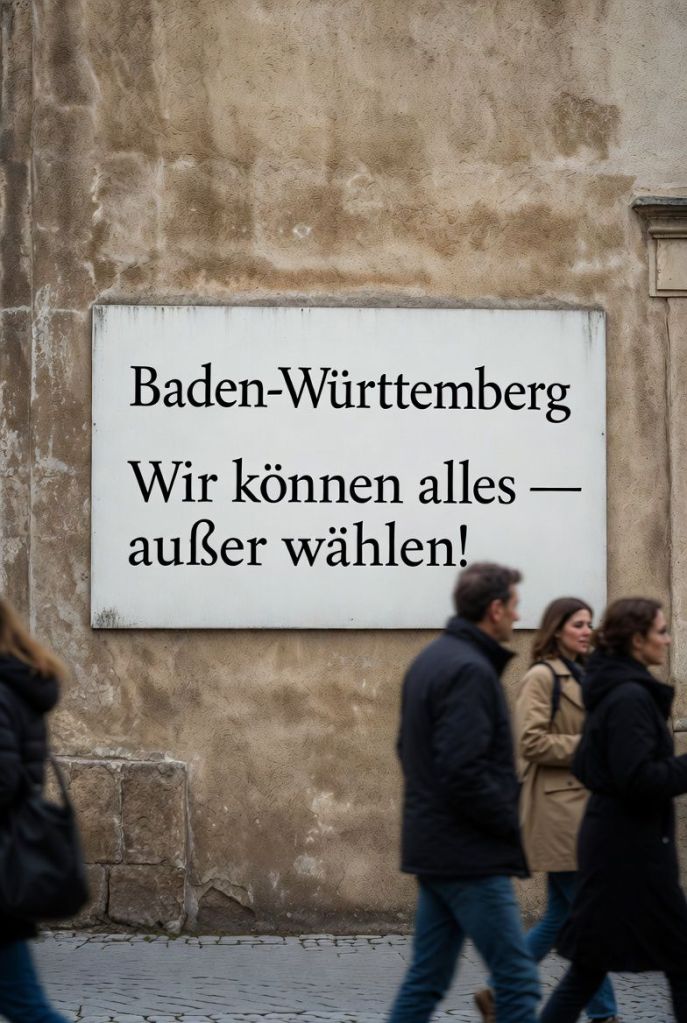 Baden-Württemberg
Wir können alles —
außer wählen!